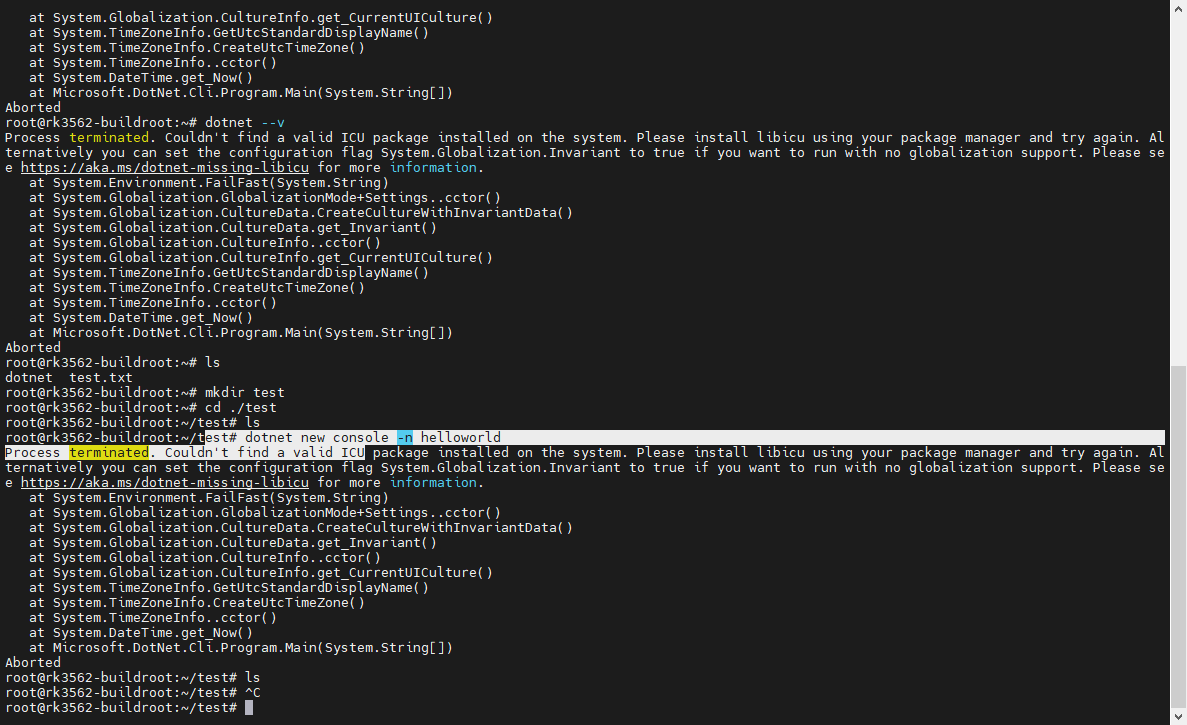 at System.Globalization.CultureInfo.get_CurrentUICulture()
   at System.TimeZoneInfo.GetUtcStandardDisplayName()
   at System.TimeZoneInfo.CreateUtcTimeZone()
   at System.TimeZoneInfo..cctor()
   at System.DateTime.get_Now()
   at Microsoft.DotNet.Cli.Program.Main(System.String[])
Aborted
root@rk3562-buildroot:~# dotnet --v
Process terminated. Couldn't find a valid ICU package installed on the system. Please install libicu using your package manager and try again. Al
ternatively you can set the configuration flag System.Globalization.Invariant to true if you want to run with no globalization support. Please se
e https://aka.ms/dotnet-missing-libicu for more information.
   at System.Environment.FailFast(System.String)
   at System.Globalization.GlobalizationMode+Settings..cctor()
   at System.Globalization.CultureData.CreateCultureWithInvariantData()
   at System.Globalization.CultureData.get_Invariant()
   at System.Globalization.CultureInfo..cctor()
   at System.Globalization.CultureInfo.get_CurrentUICulture()
   at System.TimeZoneInfo.GetUtcStandardDisplayName()
   at System.TimeZoneInfo.CreateUtcTimeZone()
   at System.TimeZoneInfo..cctor()
   at System.DateTime.get_Now()
   at Microsoft.DotNet.Cli.Program.Main(System.String[])
Aborted
root@rk3562-buildroot:~# ls
dotnet  test.txt
root@rk3562-buildroot:~# mkdir test
root@rk3562-buildroot:~# cd ./test
root@rk3562-buildroot:~/test# ls
root@rk3562-buildroot:~/test# dotnet new console -n helloworld
Process terminated. Couldn't find a valid ICU package installed on the system. Please install libicu using your package manager and try again. Al
ternatively you can set the configuration flag System.Globalization.Invariant to true if you want to run with no globalization support. Please se
e https://aka.ms/dotnet-missing-libicu for more information.
   at System.Environment.FailFast(System.String)
   at System.Globalization.GlobalizationMode+Settings..cctor()
   at System.Globalization.CultureData.CreateCultureWithInvariantData()
   at System.Globalization.CultureData.get_Invariant()
   at System.Globalization.CultureInfo..cctor()
   at System.Globalization.CultureInfo.get_CurrentUICulture()
   at System.TimeZoneInfo.GetUtcStandardDisplayName()
   at System.TimeZoneInfo.CreateUtcTimeZone()
   at System.TimeZoneInfo..cctor()
   at System.DateTime.get_Now()
   at Microsoft.DotNet.Cli.Program.Main(System.String[])
Aborted
root@rk3562-buildroot:~/test# ls
root@rk3562-buildroot:~/test# ^C
root@rk3562-buildroot:~/test#